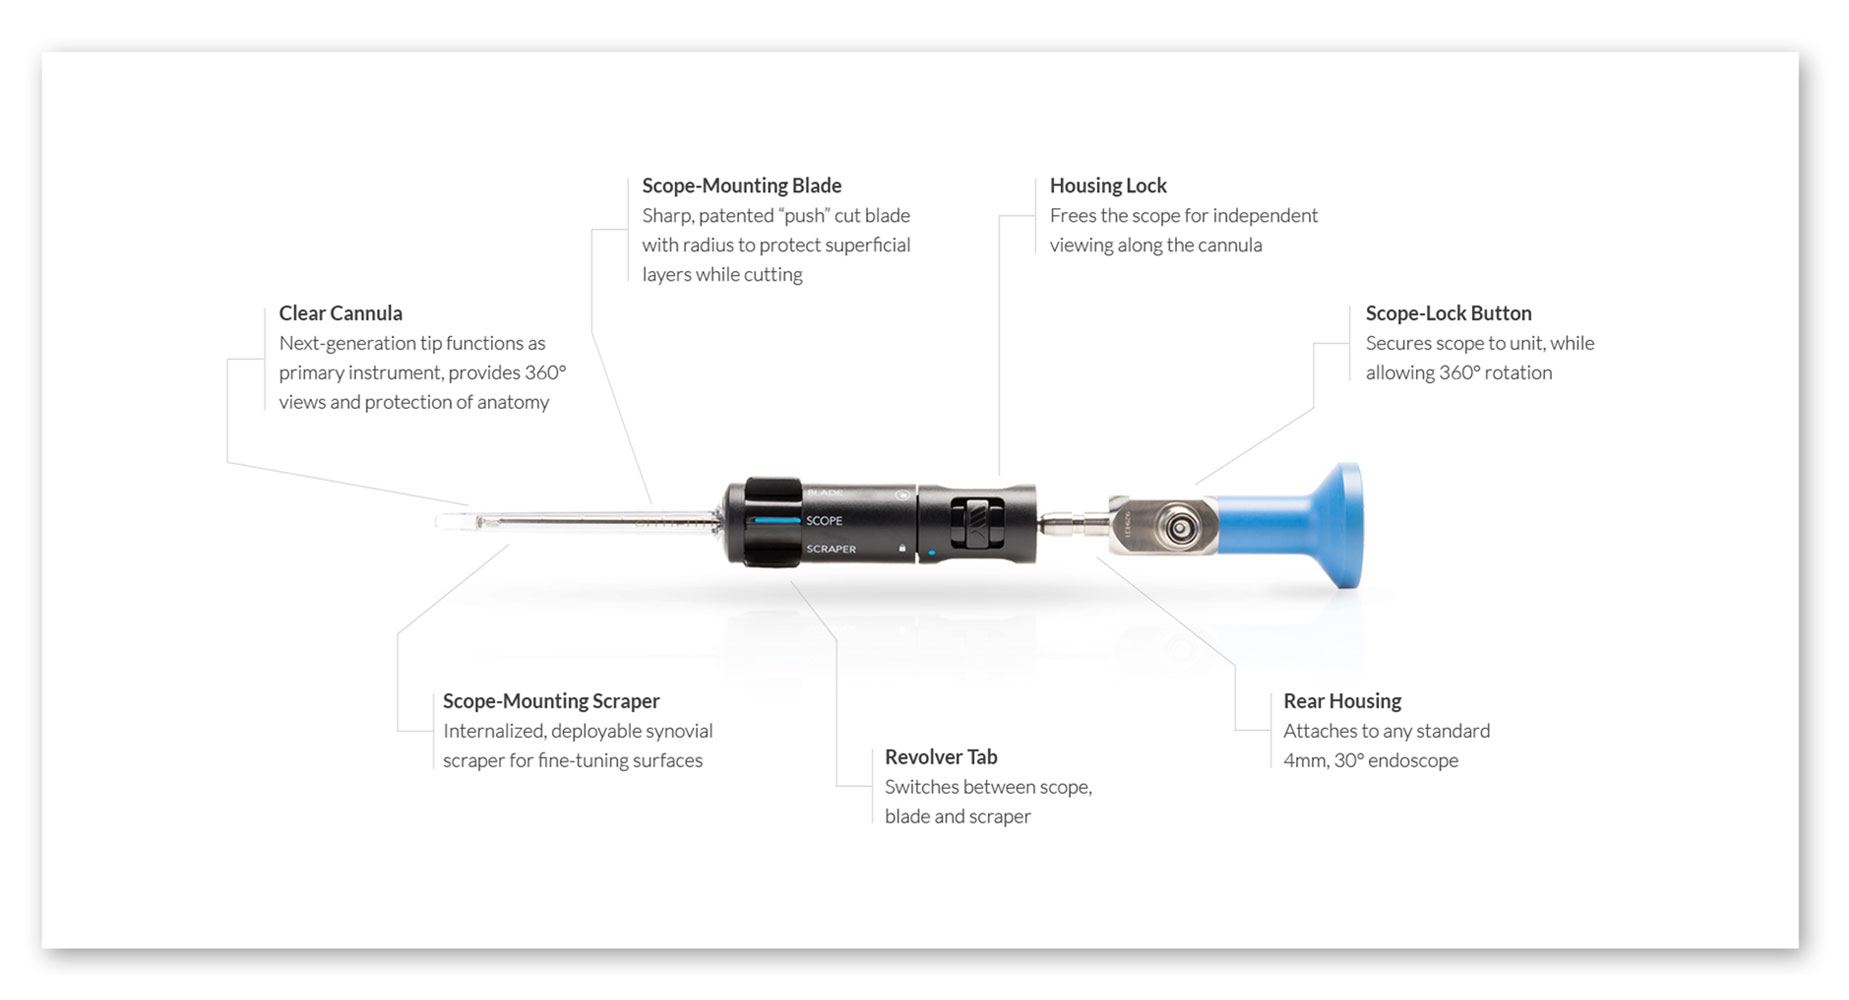 Scope-Mounting Blade
Sharp, patented “push” cut blade
with radius to protect superficial
layers while cutting
Housing Lock
Frees the scope for independent
viewing along the cannula
Clear Cannula
Next-generation tip functions as
primary instrument, provides 360°
views and protection of anatomy
Scope-Lock Button
Secures scope to unit, while
allowing 360° rotation
BLADE
SCOPE
SCRAPER
Scope-Mounting Scraper
Internalized, deployable synovial
scraper for fine-tuning surfaces
Revolver Tab
Switches between scope,
blade and scraper
Rear Housing
Attaches to any standard
4mm, 30° endoscope